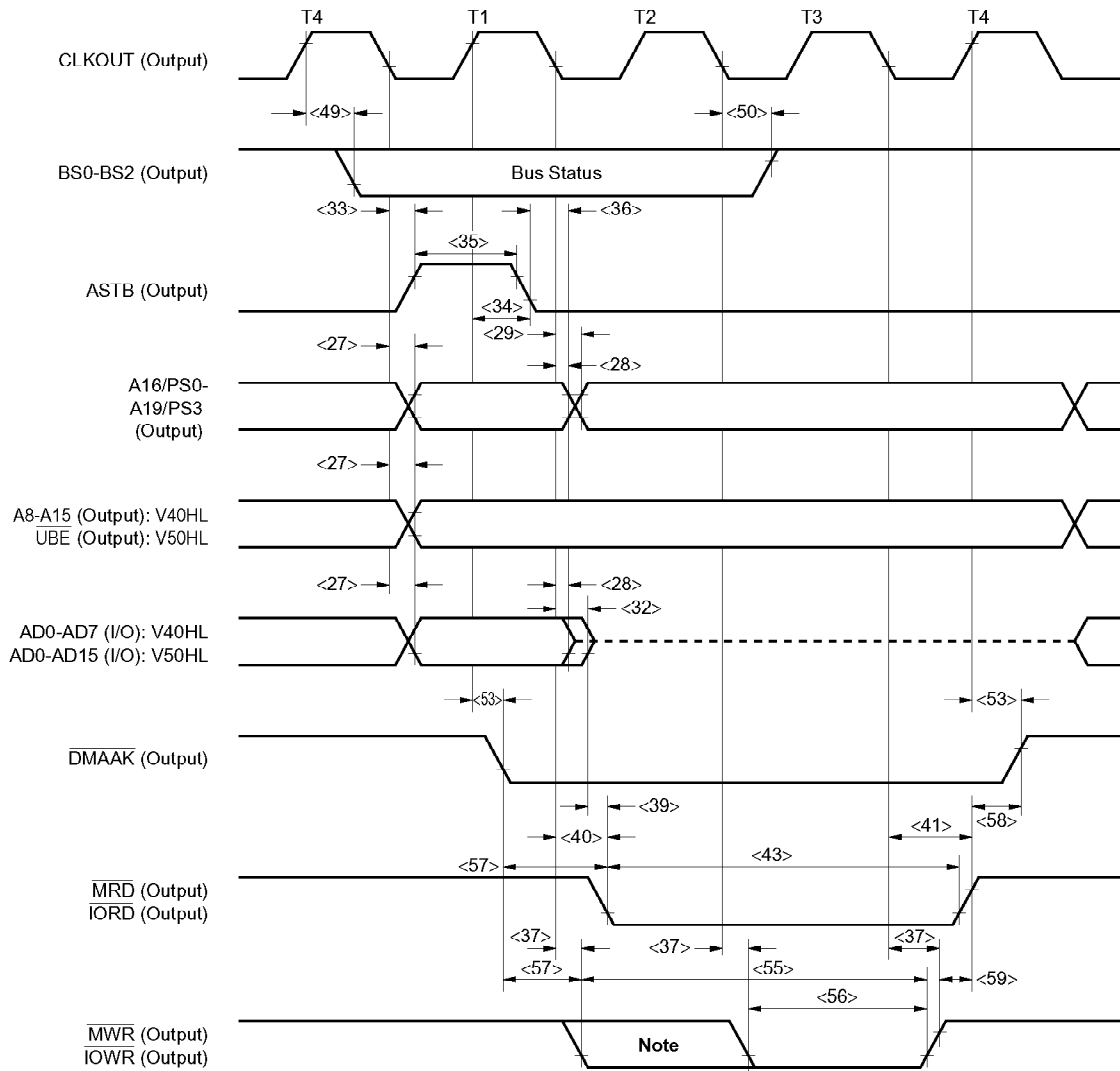 T4 T1 T2 T3 T4
CLKOUT (Output)
<49> <50>
BS0-BS2 (Output) Bus Status
<33> <36>
<35>
ASTB (Output)
<34>
<29>
<27>
<28>
A16/PS0-
A19/PS3
(Output)
<27>
A8-A15 (Output): V40HL
UBE (Output): V50HL
<27> <28>
<32>
AD0-AD7 (I/O): V40HL
AD0-AD15 (I/O): V50HL
<53> <53>
DMAAK (Output)
<39>
<58>
<40> <41>
<57> <43>
MRD (Output)
IORD (Output)
<37> <37> <37>
<57> <55> <59>
<56>
MWR (Output)
IOWR (Output)
Note